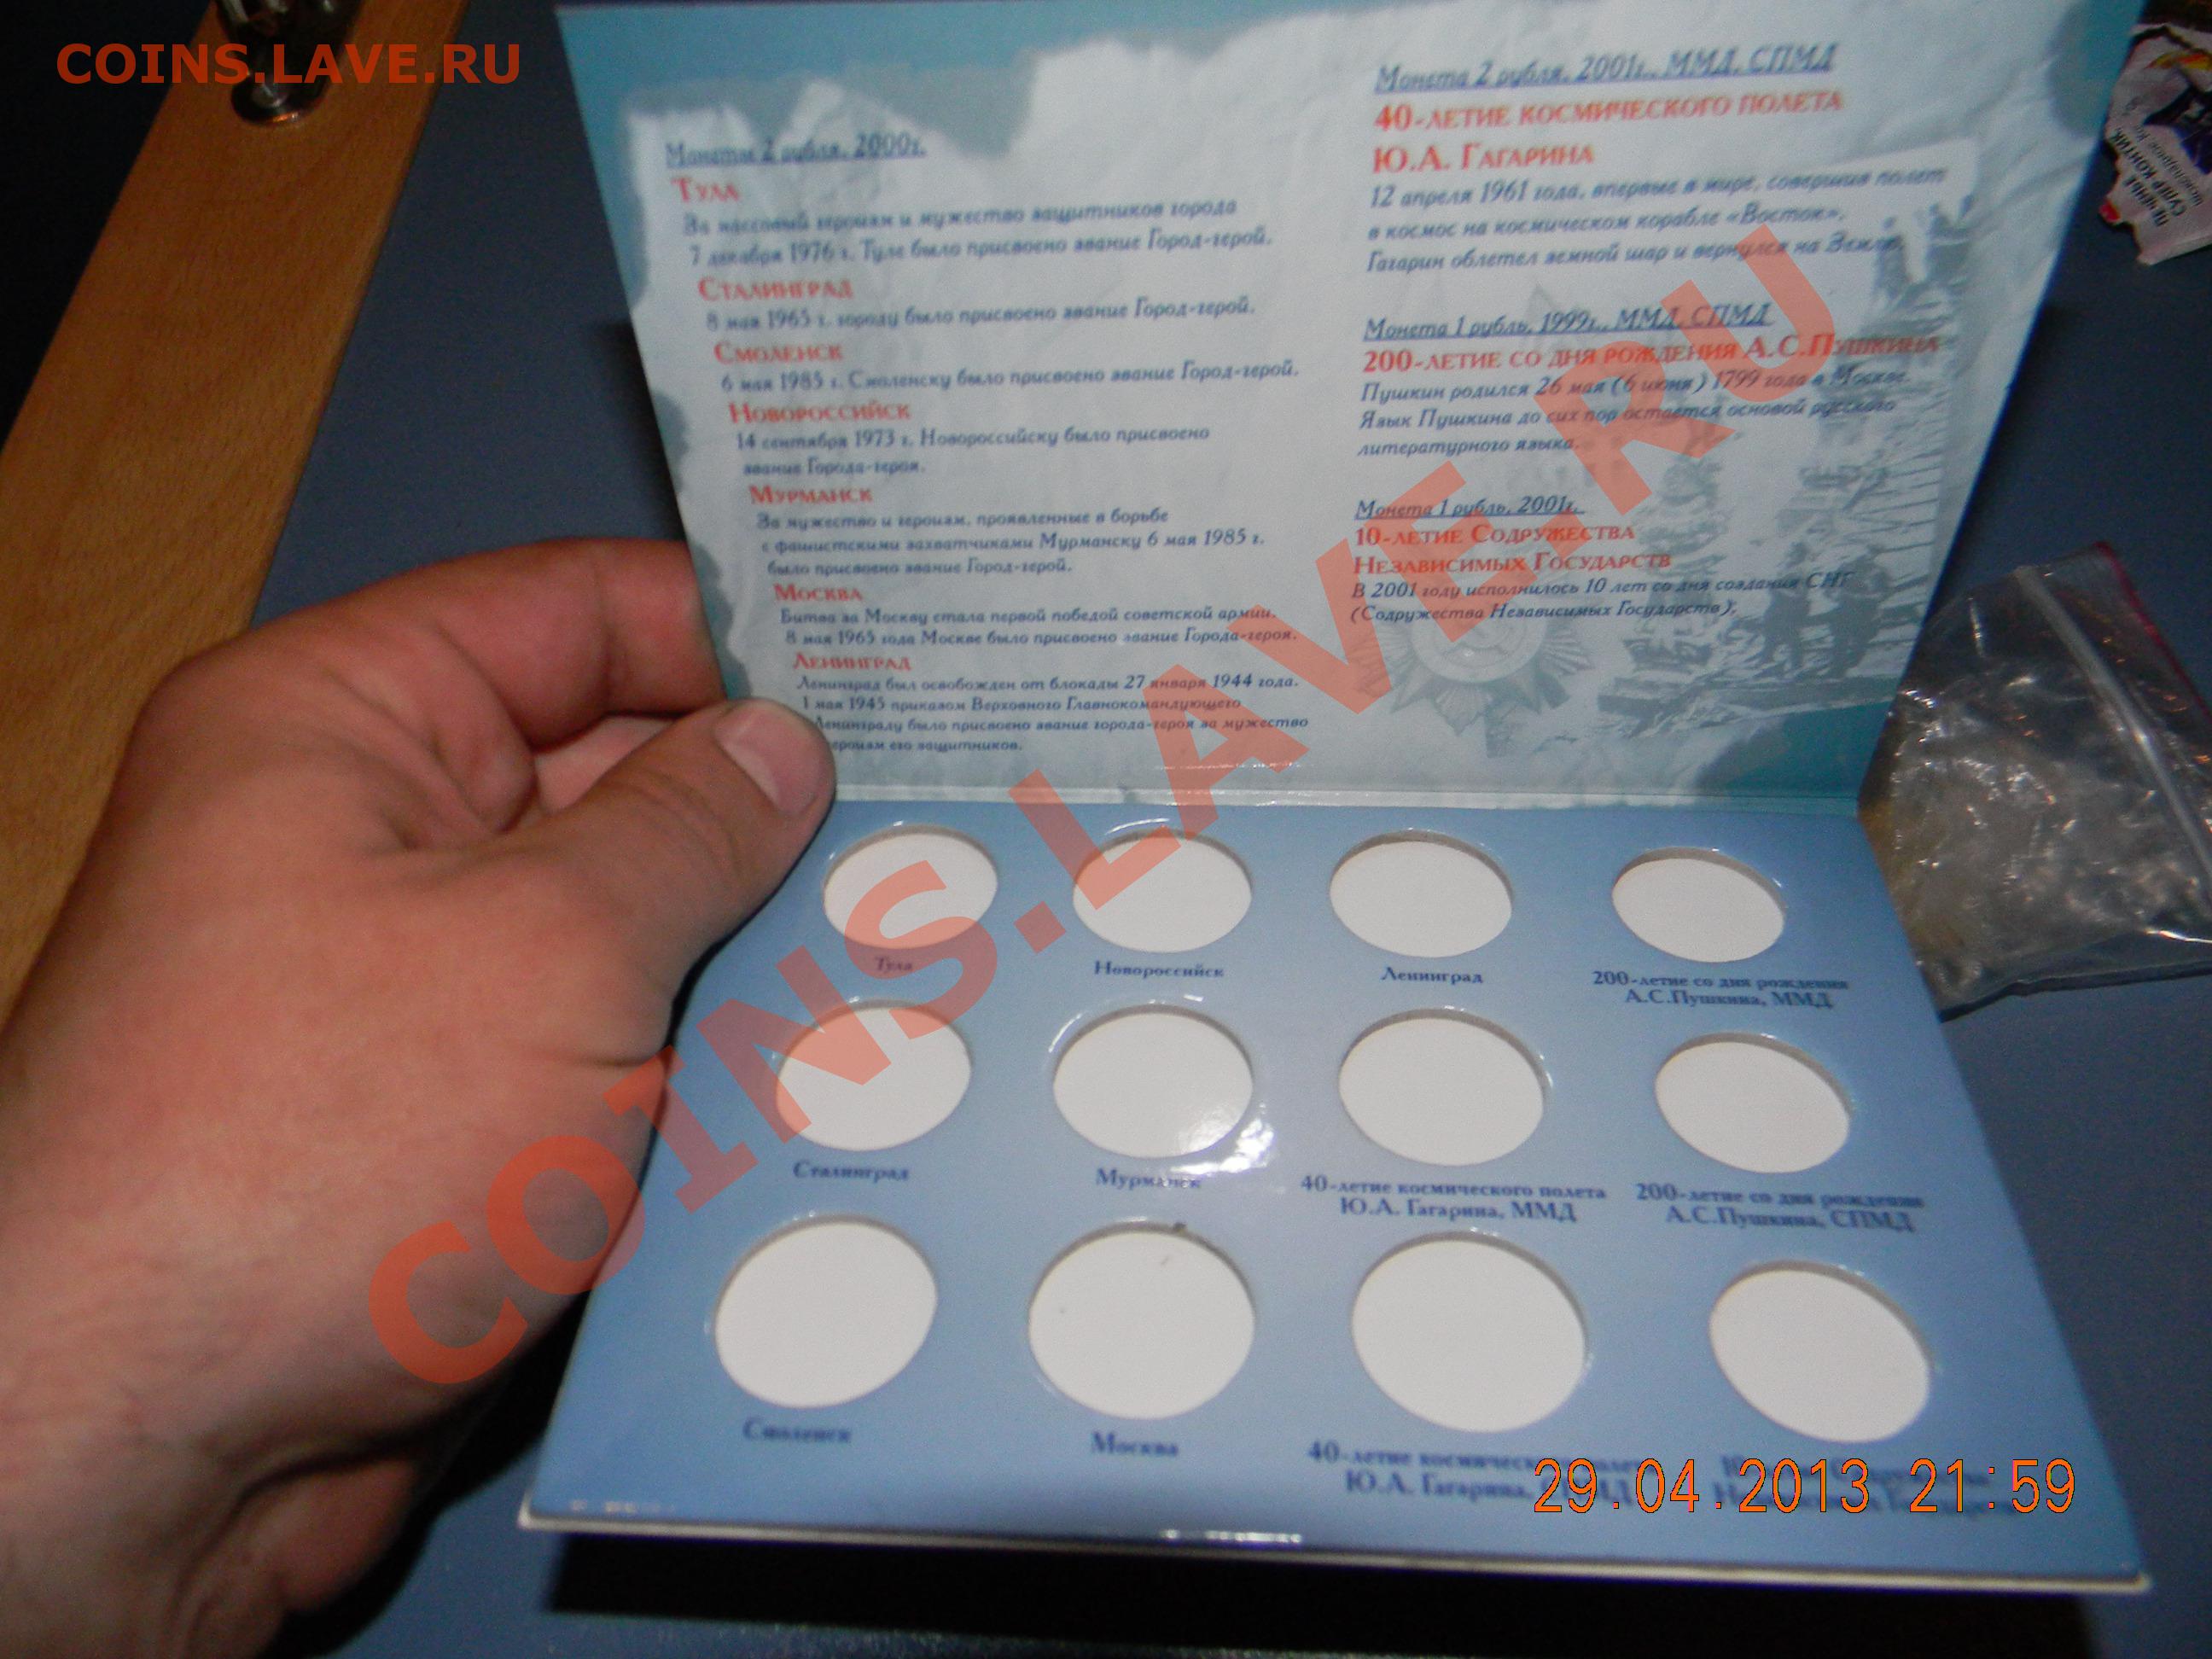 COINS.LAVE.RU
Монеты 2 рубля, 2000г.
Тула
За массовый героизм и мужество защитников города
7 декабря 1976 г. Туле было присвоено звание Город-герой.
Сталинград
8 мая 1965 г. городу было присвоено звание Город-герой.
Смоленск
6 мая 1985 г. Смоленску было присвоено звание Город-герой.
Новороссийск
14 сентября 1973 г. Новороссийску было присвоено
звание Города-героя.
Мурманск
За мужество и героизм, проявленные в борьбе
с фашистскими захватчиками Мурманску 6 мая 1985 г.
было присвоено звание Город-герой.
Москва
Битва за Москву стала первой победой советской армии.
8 мая 1965 года Москве было присвоено звание Города-героя.
Ленинград
Ленинград был освобожден от блокады 27 января 1944 года.
1 мая 1945 приказом Верховного Главнокомандующего
Ленинграду было присвоено звание города-героя за мужество
героизм его защитников.
Монета 2 рубля, 2001г., ММД, СПМД
40-летие космического полета
Ю.А. Гагарина
12 апреля 1961 года, впервые в мире, совершив полет
в космос на космическом корабле «Восток»,
Гагарин облетел земной шар и вернулся на Землю.
Монета 1 рубль, 1999г., ММД, СПМД
200-летие со дня рождения А.С.Пушкина
Пушкин родился 26 мая (6 июня) 1799 года в Москве.
Язык Пушкина до сих пор остается основой русского
литературного языка.
Монета 1 рубль, 2001г.
10-летие Содружества
Независимых Государств
В 2001 году исполнилось 10 лет со дня создания СНГ
(Содружества Независимых Государств).
COINS.LAVE.RU
Тула
Новороссийск
Ленинград
200-летие со дня рождения
А.С.Пушкина, ММД
Сталинград
Мурманск
40-летие космического полета
Ю.А. Гагарина, ММД
200-летие со дня рождения
А.С.Пушкина, СПМД
Смоленск
Москва
40-летие космического
Ю.А. Гагарина,
29.04.2013 21:59